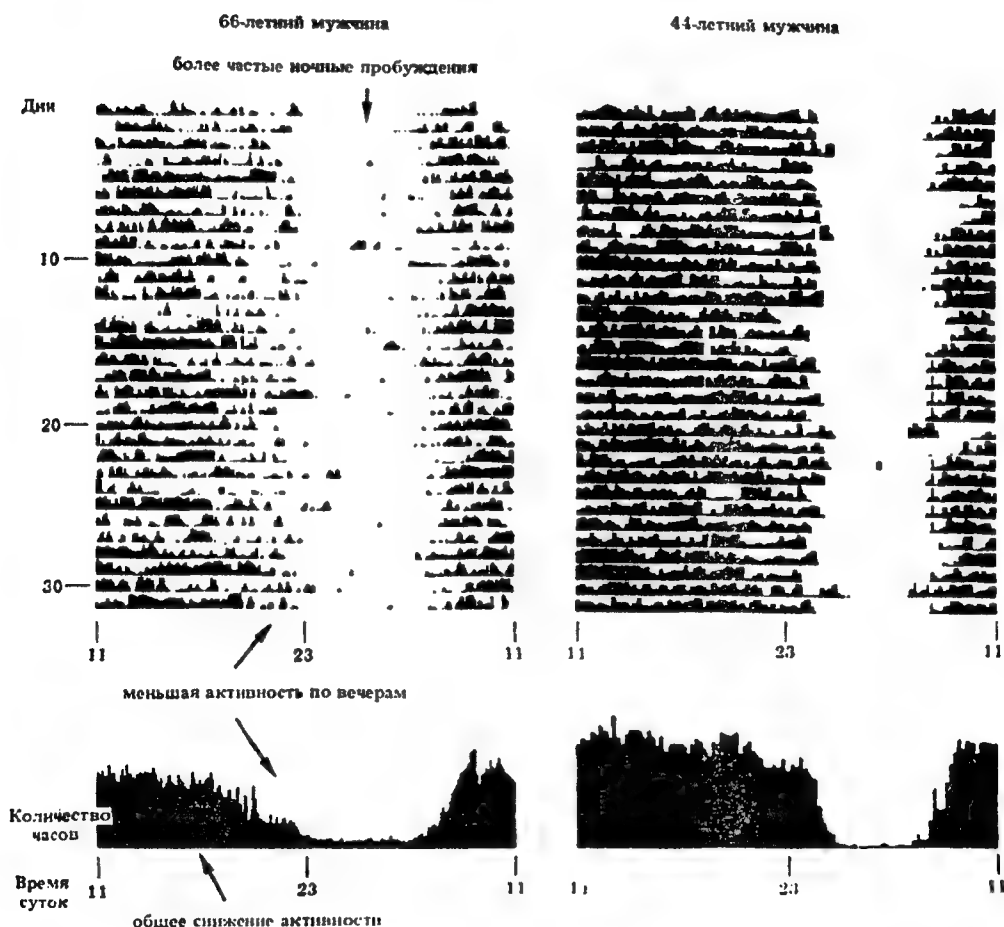 66-летний мужчина
44-летний мужчина
более частые ночные пробуждения
Дни
10
20
30
11 23 11
11 23 11
меньшая активность по вечерам
Количество
часов
Время
суток
11 23 11
11 23 11
общее снижение активности